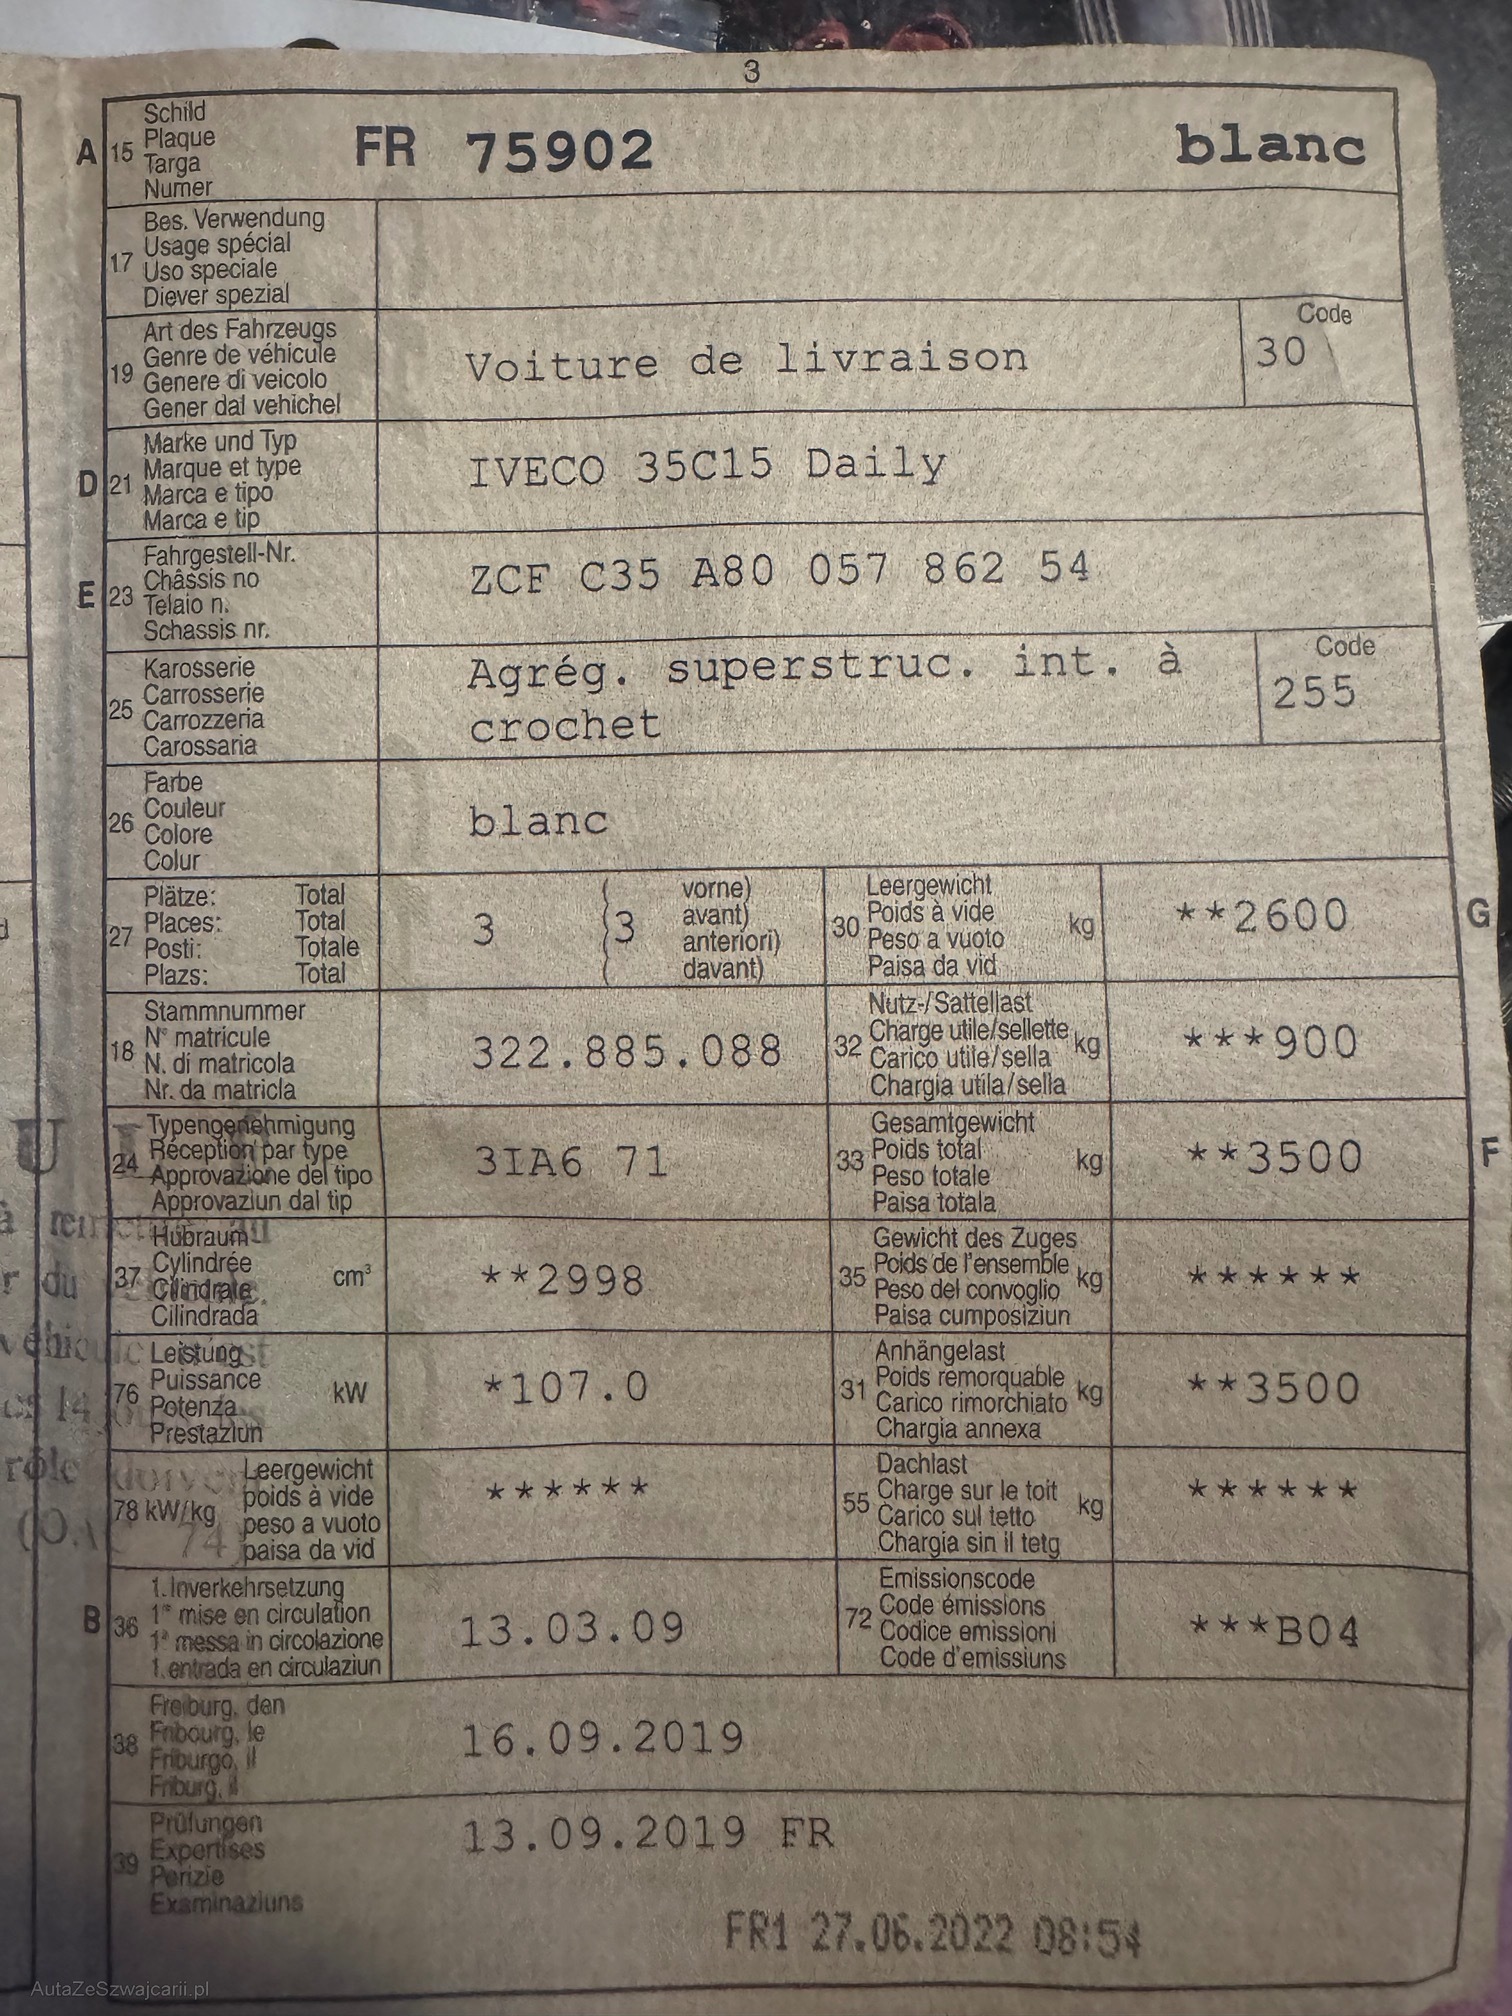 3
A 15 Schild
Plaque
Targa
Numer
FR 75902 blanc
17 Bes. Verwendung
Usage spécial
Uso speciale
Diever spezial
19 Art des Fahrzeugs
Genre de véhicule
Genere di veicolo
Gener dal vehichel
Voiture de livraison
Code
30
D 21 Marke und Typ
Marque et type
Marca e tipo
Marca e tip
IVECO 35C15 Daily
E 23 Fahrgestell-Nr.
Châssis no
Telaio n.
Schassis nr.
ZCF C35 A80 057 862 54
25 Karosserie
Carrosserie
Carrozzeria
Carossaria
Agrég. superstruc. int. à
crochet
Code
255
26 Farbe
Couleur
Colore
Colur
blanc
27 Plätze: Total
Places: Total
Posti: Totale
Plazs: Total
3 (3 vorne)
avant)
anteriori)
davant)
30 Leergewicht
Poids à vide
Peso a vuoto
Paisa da vid
kg **2600 G
18 Stammnummer
N° matricule
N. di matricola
Nr. da matricla
322.885.088
32 Nutz-/Sattellast
Charge utile/sellette
Carico utile/sella
Chargia utila/sella
kg ***900
24 Typengenehmigung
Réception par type
Approvazione del tipo
Approvaziun dal tip
3IA6 71
33 Gesamtgewicht
Poids total
Peso totale
Paisa totala
kg **3500 F
37 Hubraum
Cylindrée
Cilindrata
Cilindrada
cm³ **2998
35 Gewicht des Zuges
Poids de l'ensemble
Peso del convoglio
Paisa cumposiziun
kg ******
76 Leistung
Puissance
Potenza
Prestaziun
kW *107.0
31 Anhängelast
Poids remorquable
Carico rimorchiato
Chargia annexa
kg **3500
78 kW/kg Leergewicht
poids à vide
peso a vuoto
paisa da vid
******
55 Dachlast
Charge sur le toit
Carico sul tetto
Chargia sin il tetg
kg ******
B 36 1. Inverkehrsetzung
1re mise en circulation
1a messa in circolazione
1. entrada en circulaziun
13.03.09
72 Emissionscode
Code émissions
Codice emissioni
Code d'emissiuns
***B04
38 Freiburg, den
Fribourg, le
Friburgo, il
Friburg, il
16.09.2019
39 Prüfungen
Expertises
Perizie
Examinaziuns
13.09.2019 FR
FR1 27.06.2022 08:54
AutaZeSzwajcarii.pl